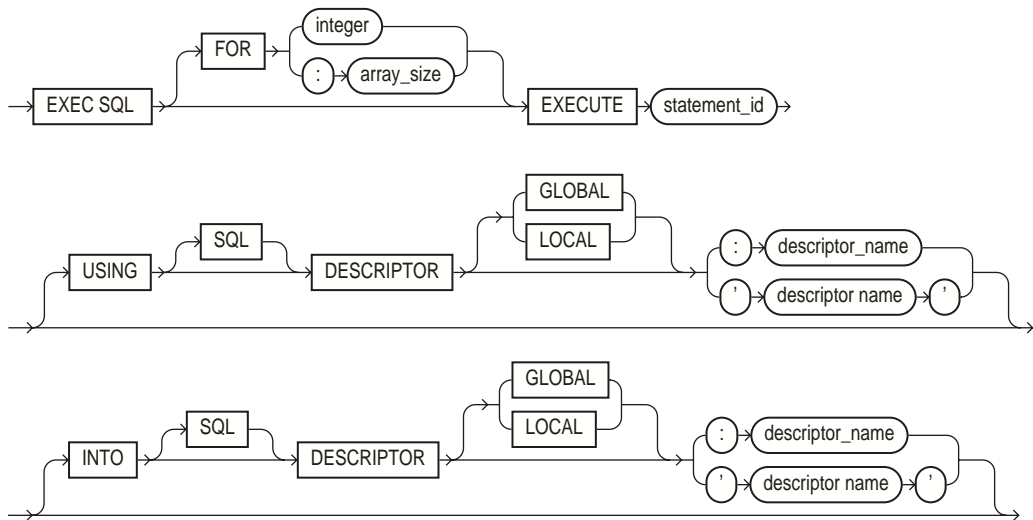 integer
FOR
: array_size
EXEC SQL EXECUTE statement_id
GLOBAL
SQL LOCAL : descriptor_name
USING DESCRIPTOR ' descriptor name '
GLOBAL
SQL LOCAL : descriptor_name
INTO DESCRIPTOR ' descriptor name '